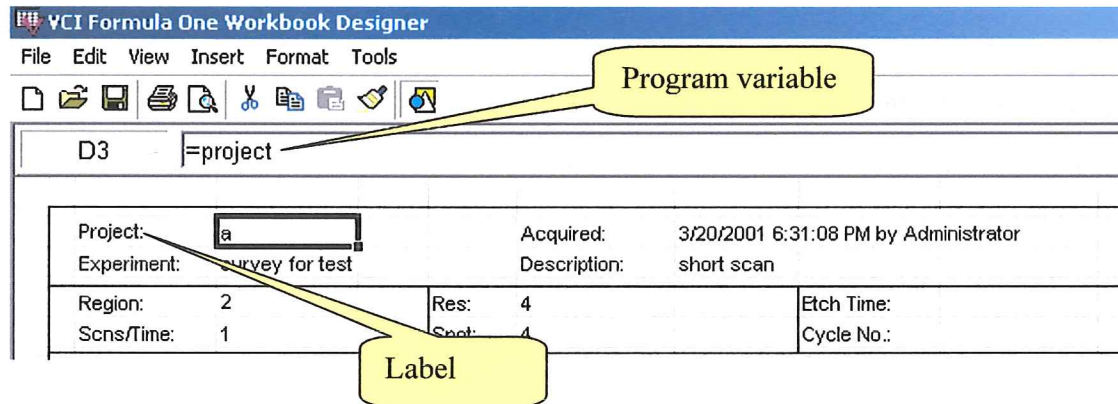 VCI Formula One Workbook Designer
File Edit View Insert Format Tools
Program variable
D3 =project
Project: a Acquired: 3/20/2001 6:31:08 PM by Administrator
Experiment: survey for test Description: short scan
Region: 2 Res: 4 Etch Time:
Scns/Time: 1 Spot: 4 Cycle No.:
Label